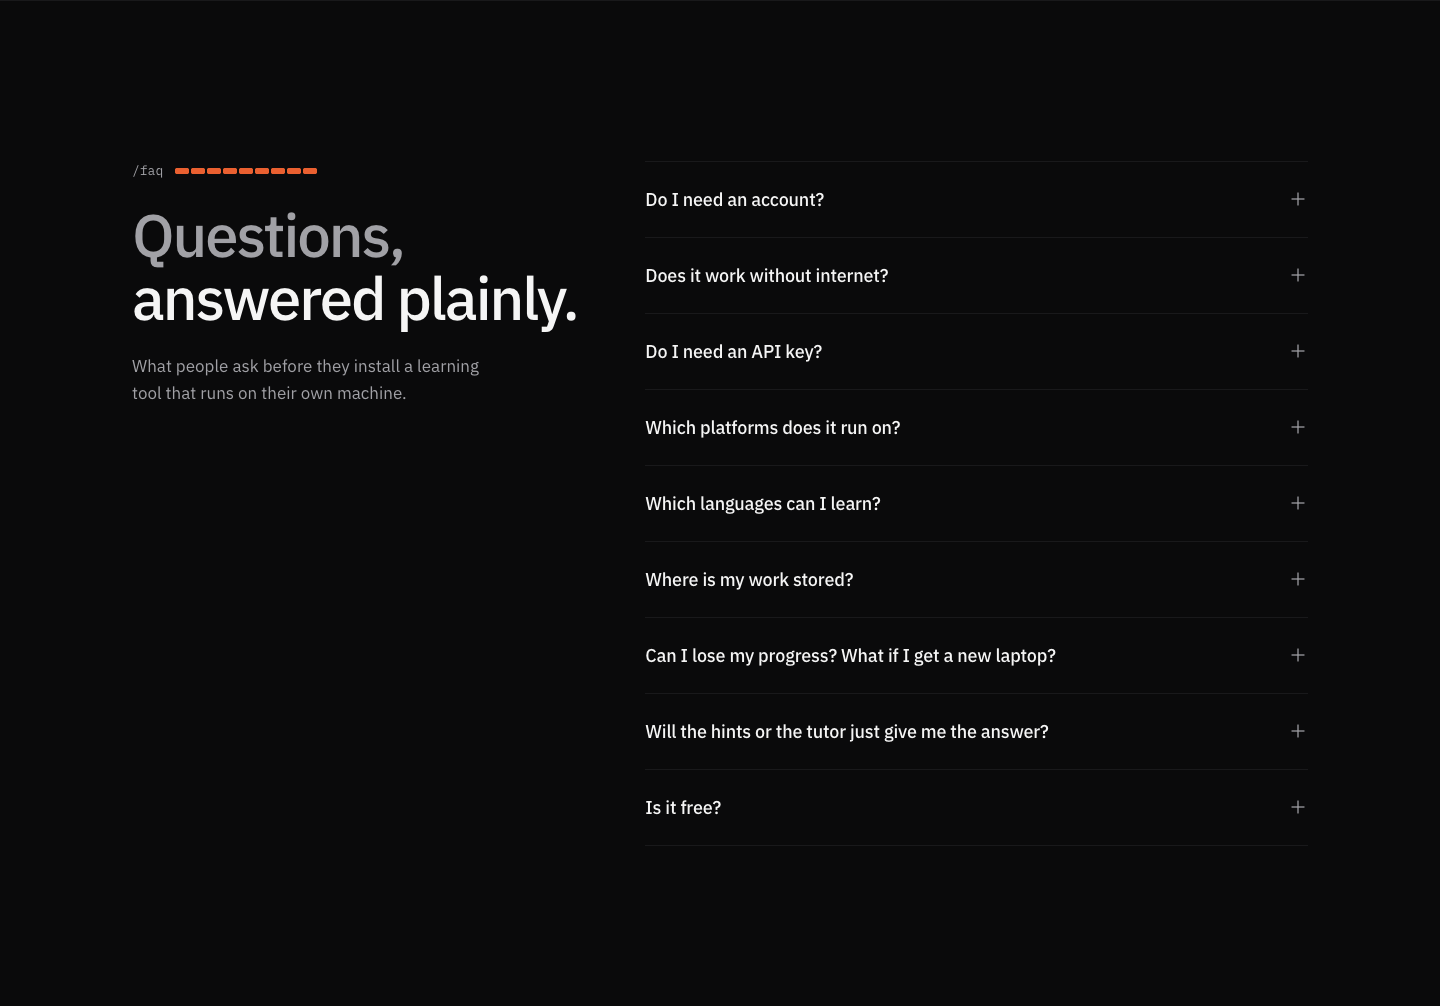 /faq
Questions,
answered plainly.
What people ask before they install a learning
tool that runs on their own machine.
Do I need an account?
Does it work without internet?
Do I need an API key?
Which platforms does it run on?
Which languages can I learn?
Where is my work stored?
Can I lose my progress? What if I get a new laptop?
Will the hints or the tutor just give me the answer?
Is it free?